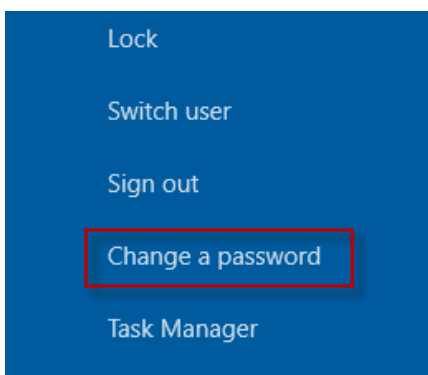 Lock
Switch user
Sign out
Change a password
Task Manager